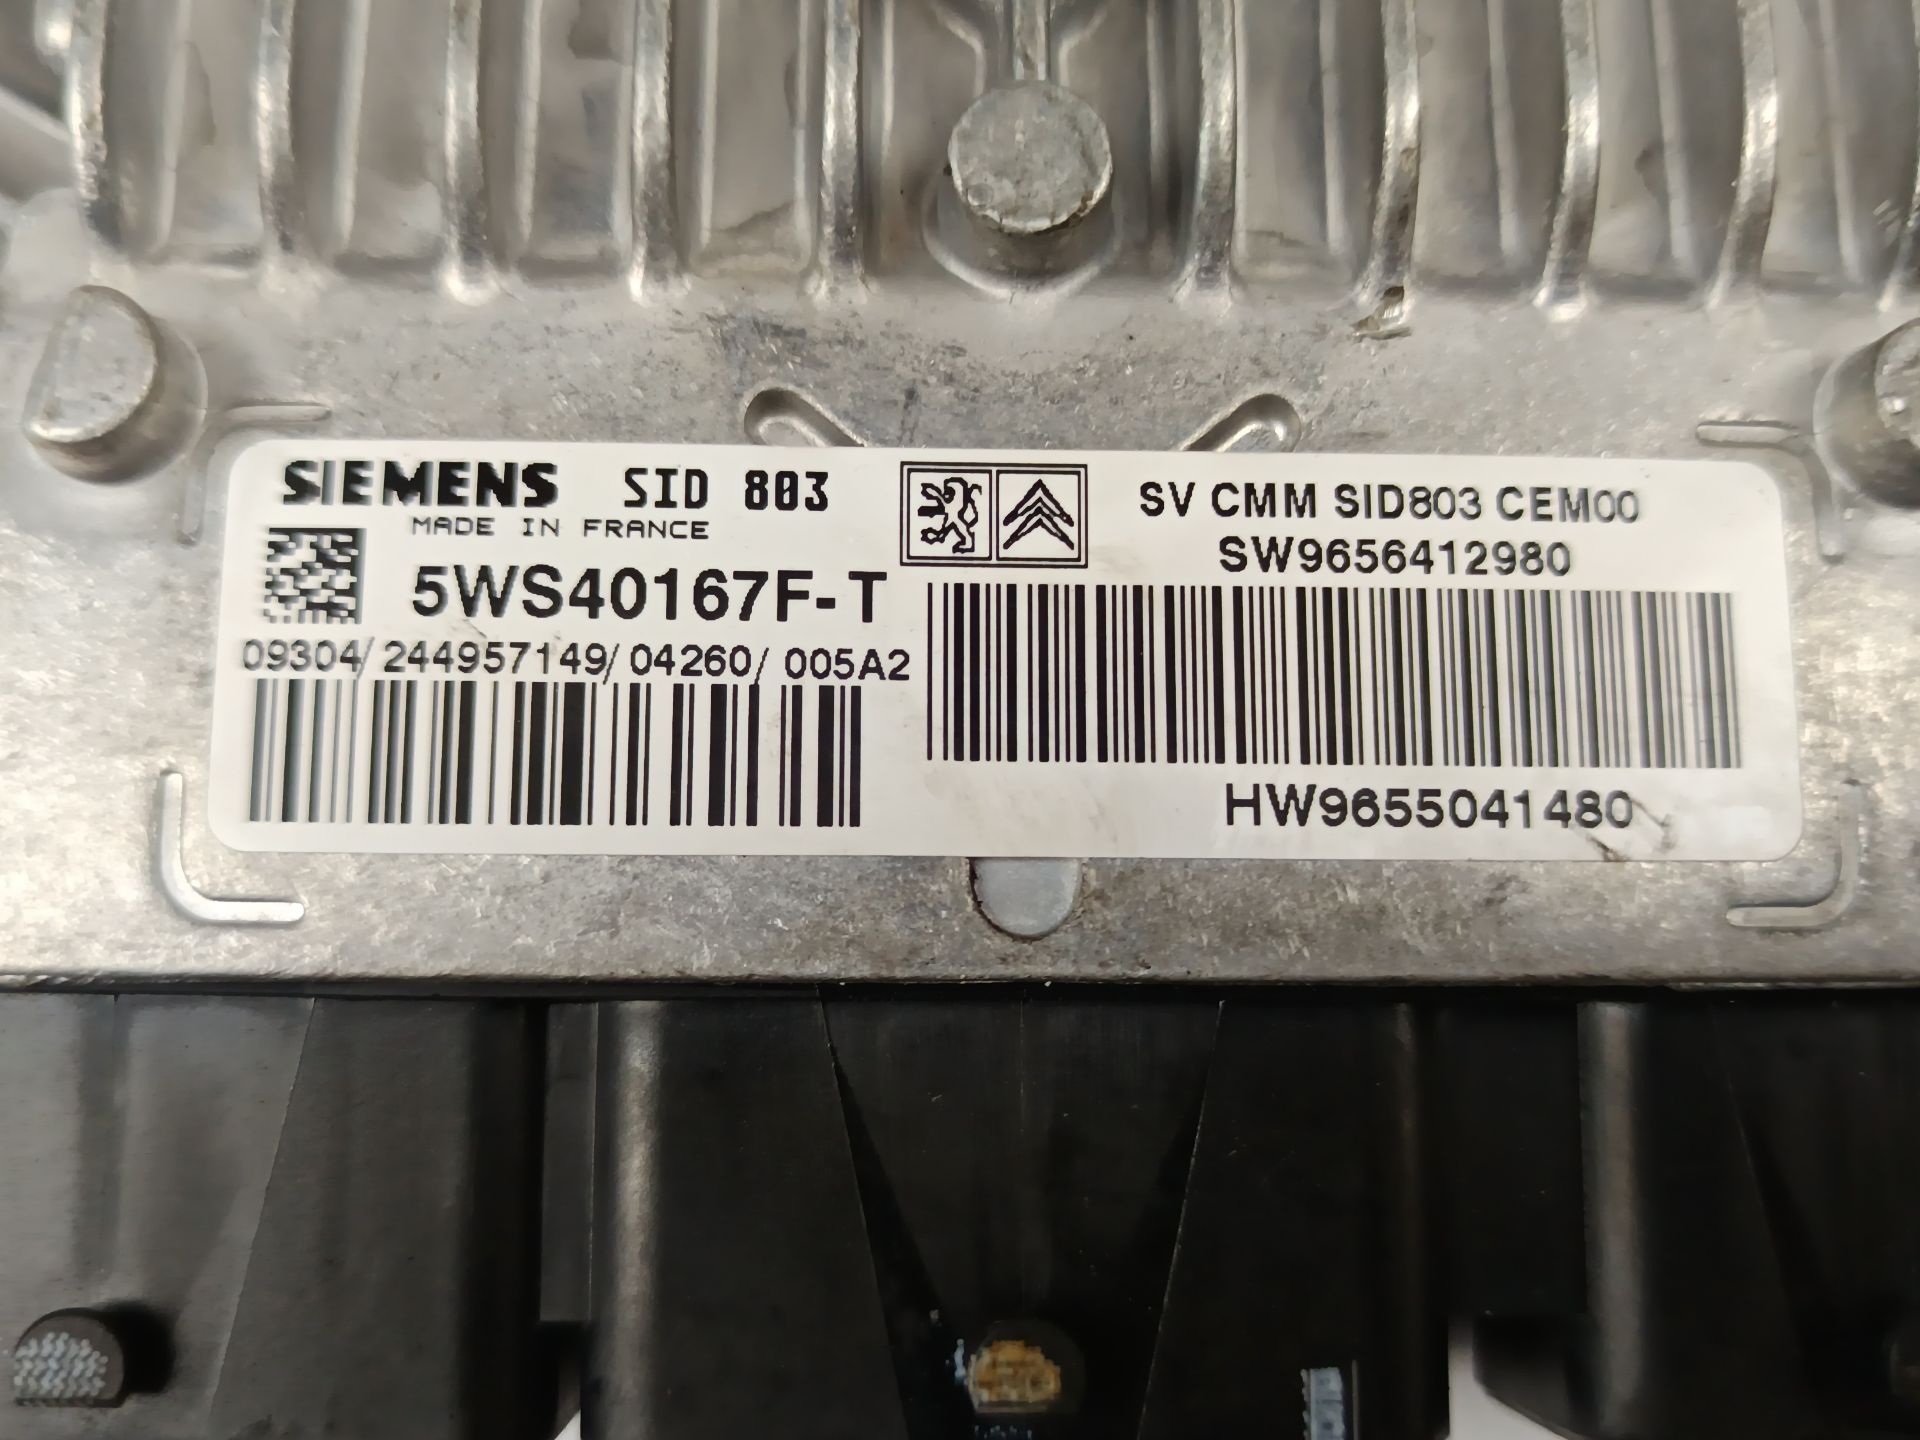 SIEMENS SID 803
MADE IN FRANCE
5WS40167F-T
09304/244957149/04260/005A2
SV CMM SID803 CEM00
SW9656412980
HW9655041480